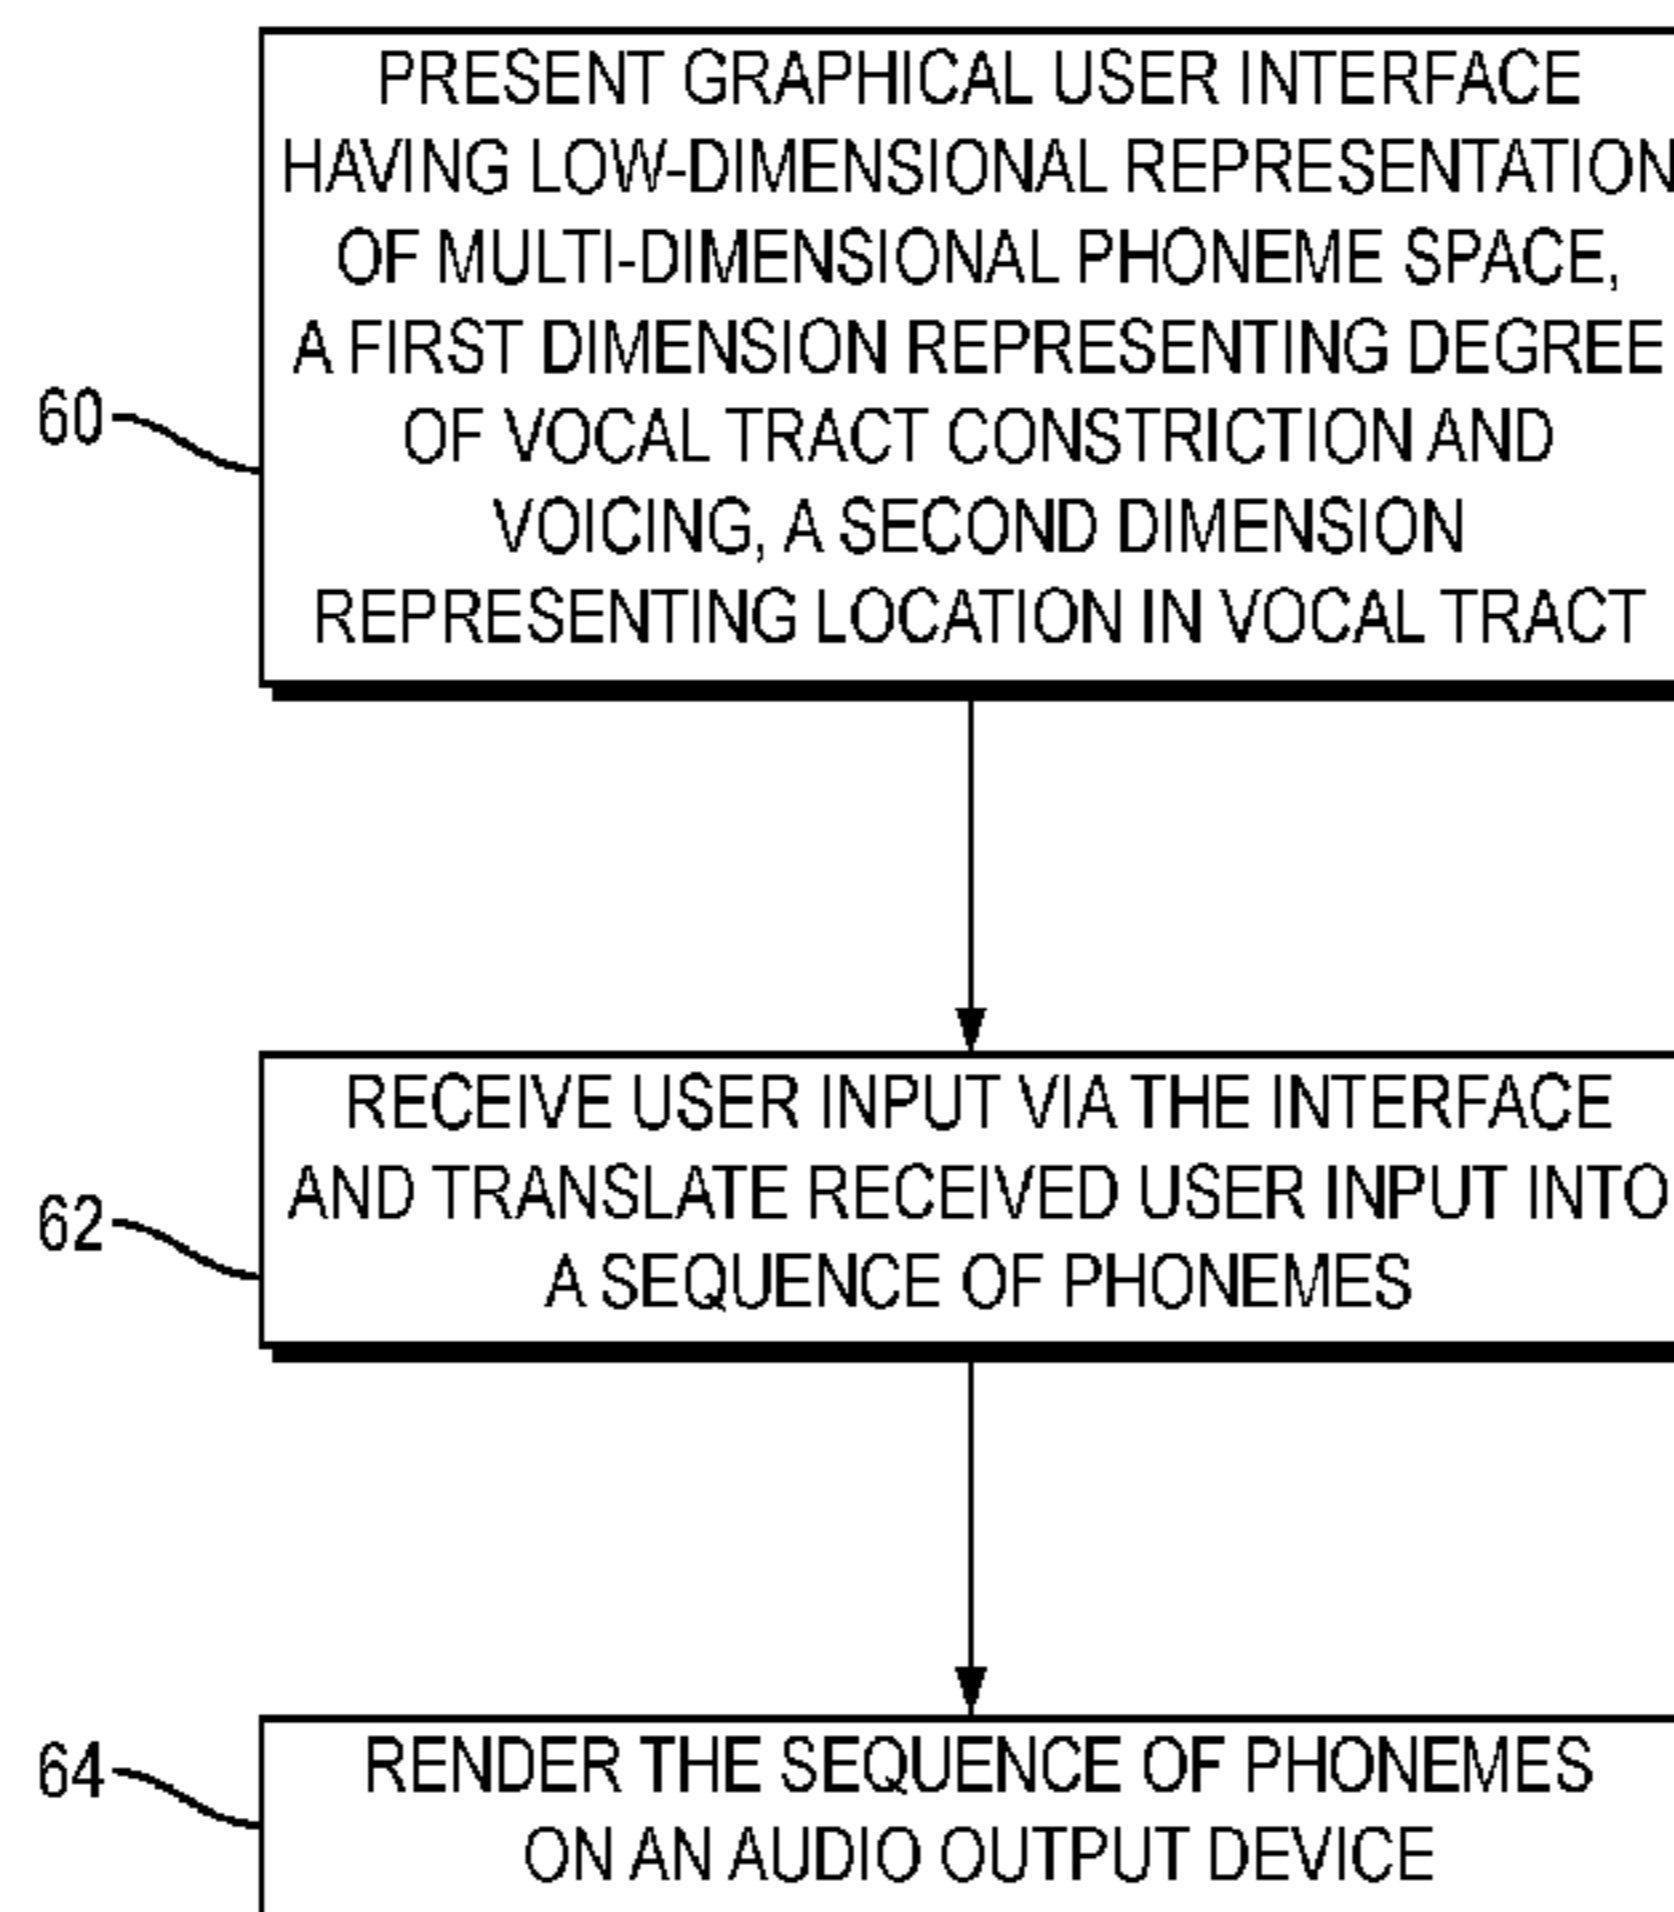 PRESENT GRAPHICAL USER INTERFACE
HAVING LOW-DIMENSIONAL REPRESENTATION
OF MULTI-DIMENSIONAL PHONEME SPACE,
A FIRST DIMENSION REPRESENTING DEGREE
60
OF VOCAL TRACT CONSTRICTION AND
VOICING, A SECOND DIMENSION
REPRESENTING LOCATION IN VOCAL TRACT
RECEIVE USER INPUT VIA THE INTERFACE
AND TRANSLATE RECEIVED USER INPUT INTO
62
A SEQUENCE OF PHONEMES
64
RENDER THE SEQUENCE OF PHONEMES
ON AN AUDIO OUTPUT DEVICE